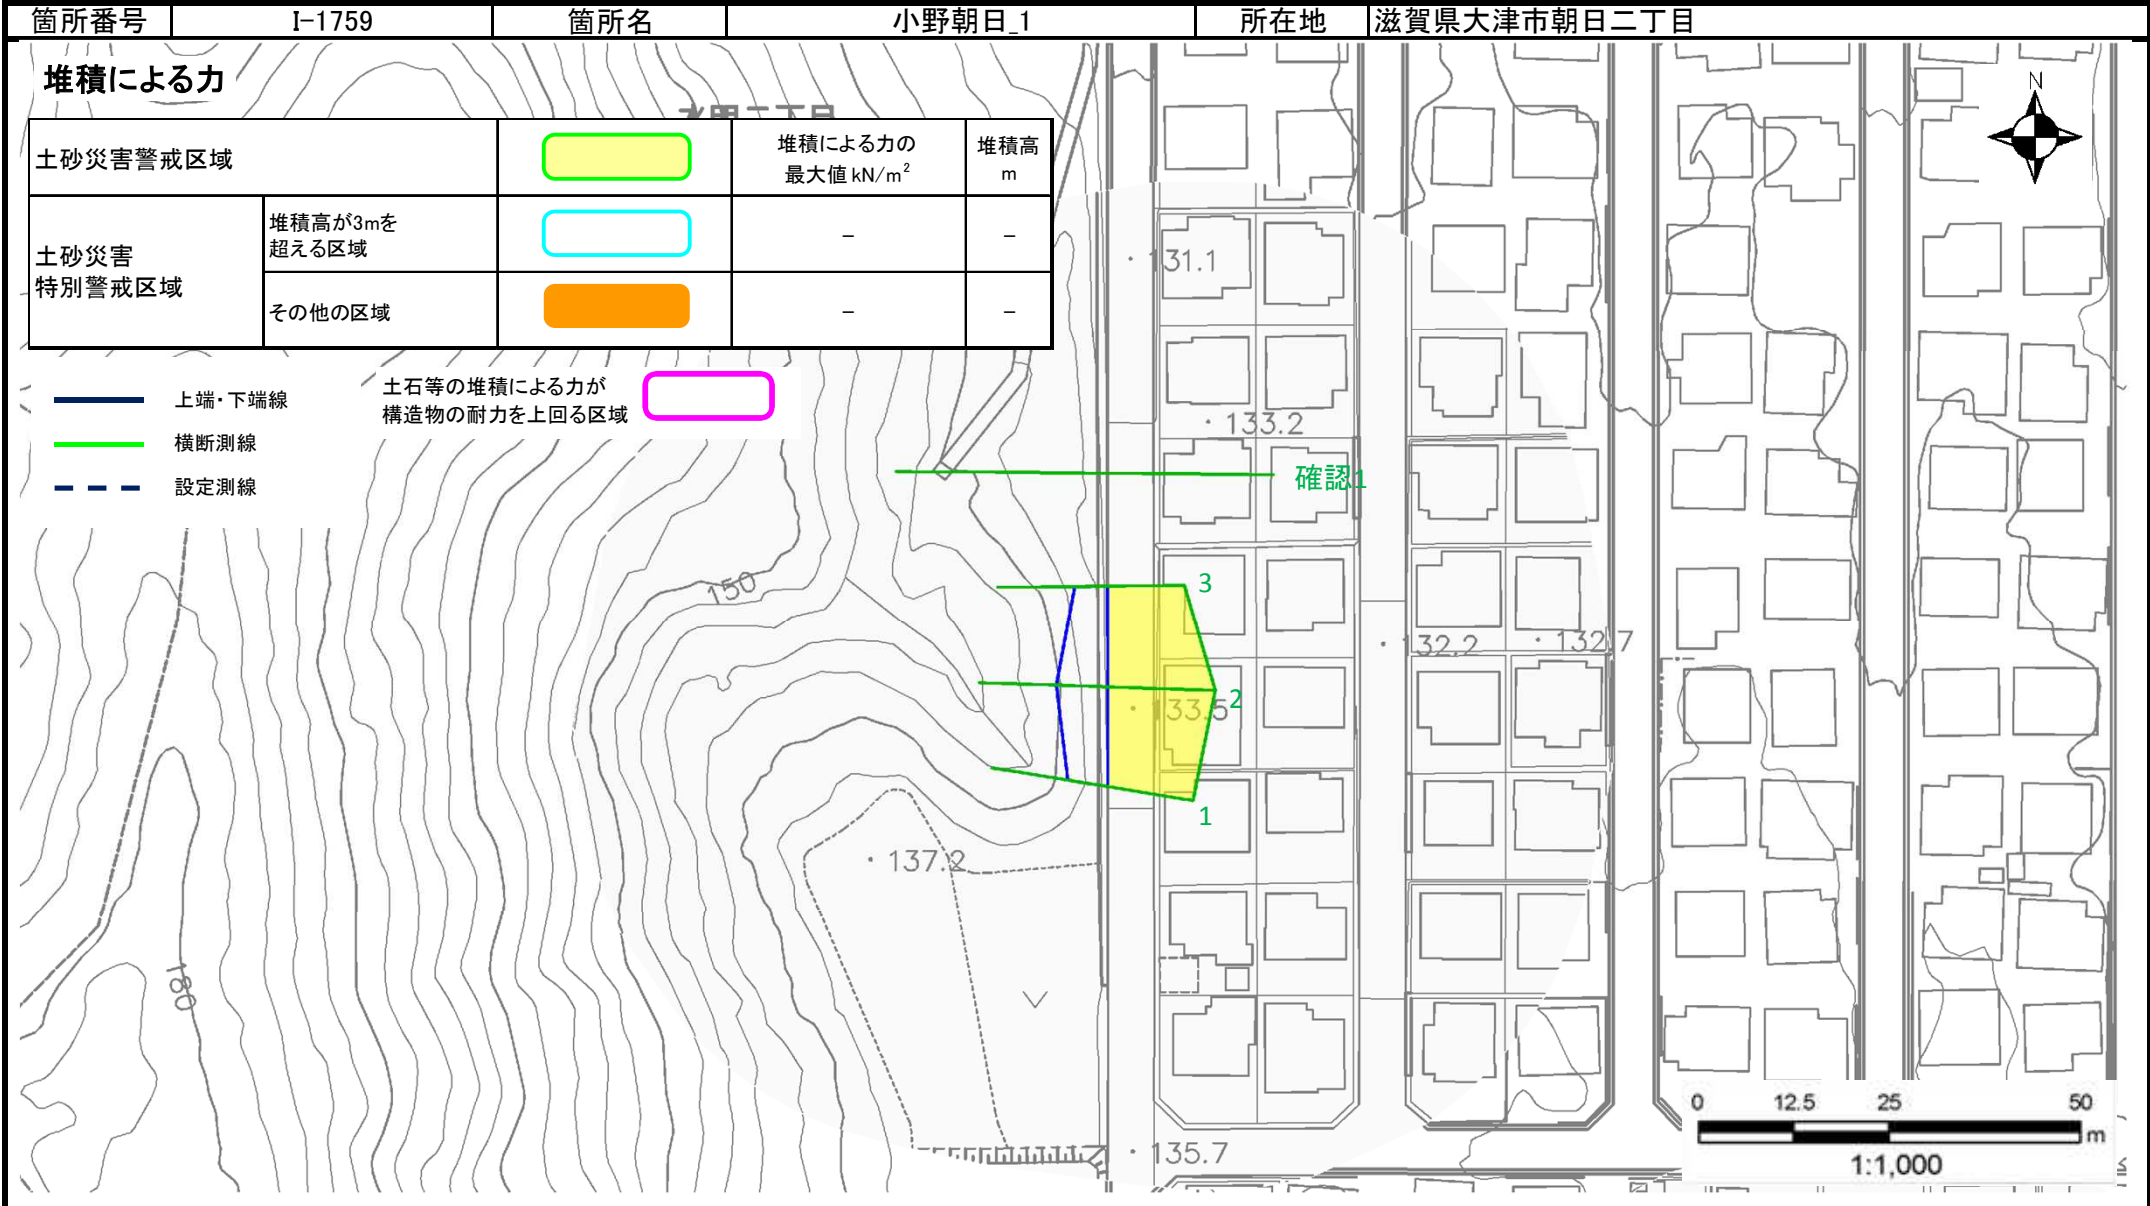 箇所番号 I-1759 箇所名 小野朝日_1 所在地 滋賀県大津市朝日二丁目
堆積による力
土砂災害警戒区域
堆積による力の
最大値 kN/m²
堆積高
m
土砂災害
特別警戒区域
堆積高が3mを
超える区域
－ －
その他の区域
－ －
上端・下端線
横断測線
設定測線
土石等の堆積による力が
構造物の耐力を上回る区域
N
131.1
133.2
確認1
150
3
132.2
132.7
2
133.5
1
137.2
180
135.7
0 12.5 25 50
m
1:1,000